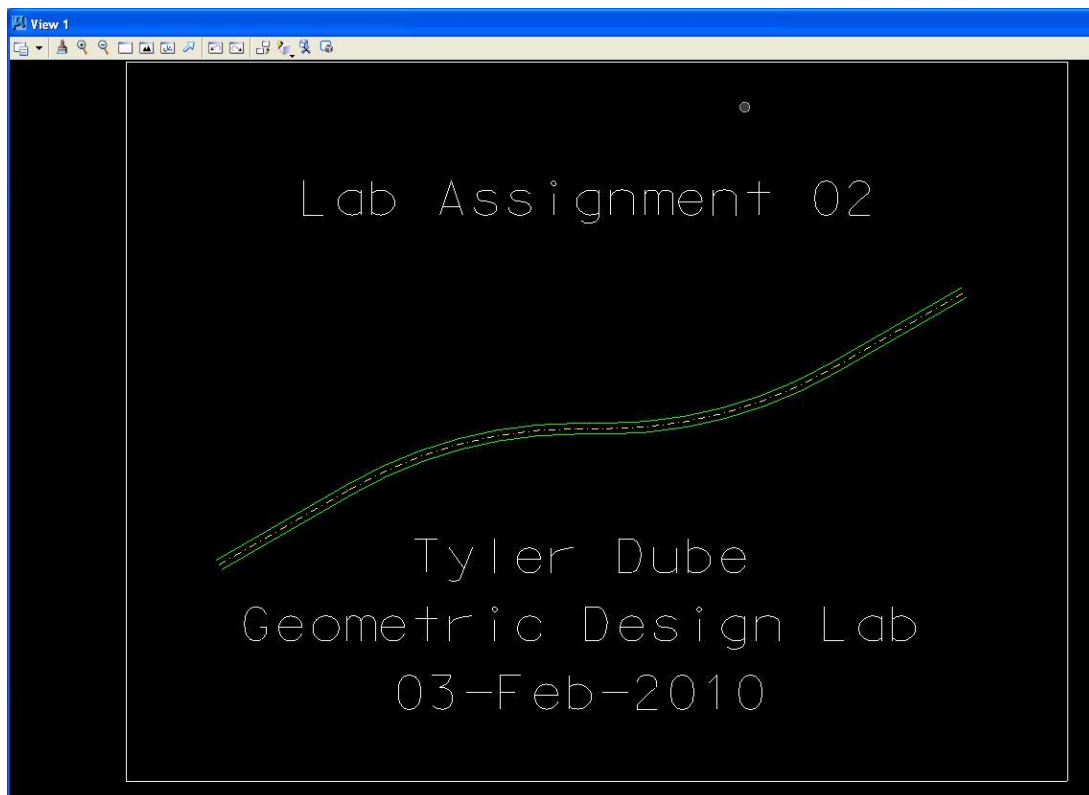 View 1
Lab Assignment 02
Tyler Dube
Geometric Design Lab
03-Feb-2010